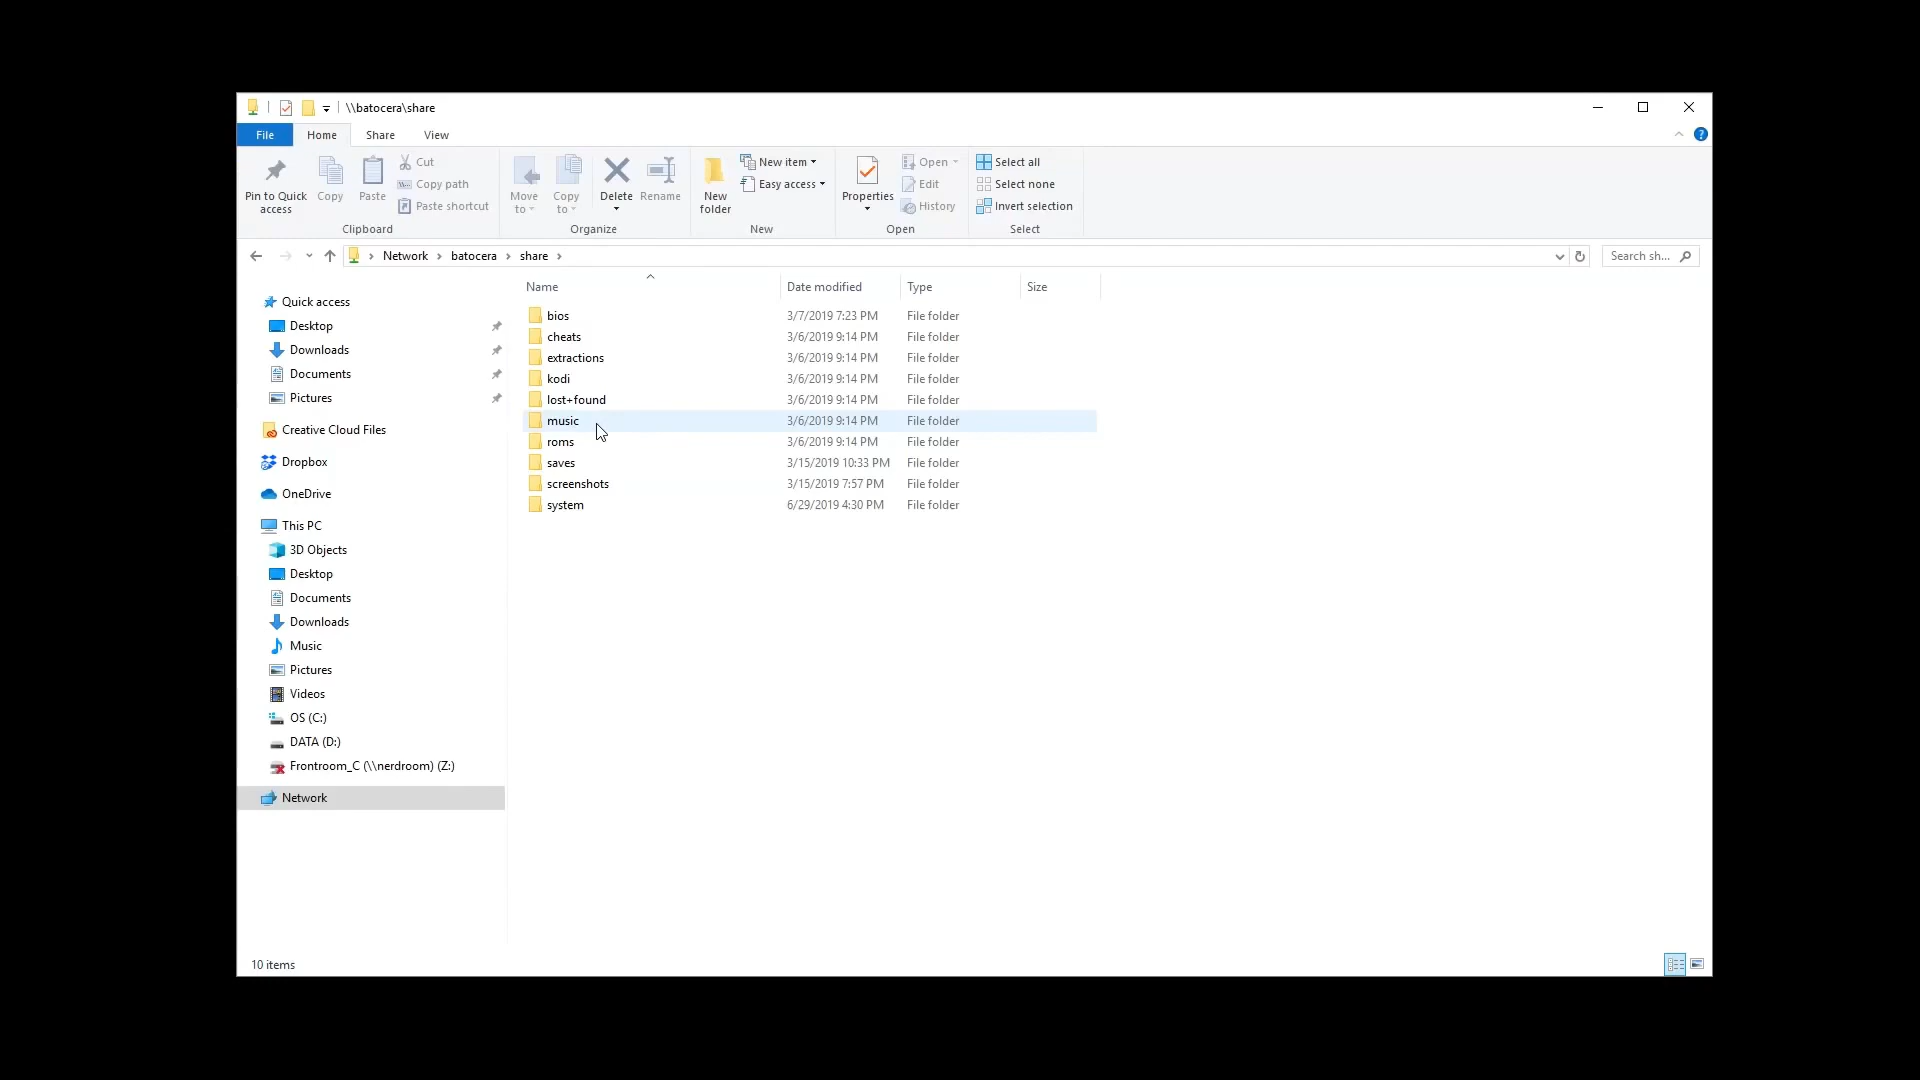 \\batocera\share
File Home Share View
Pin to Quick access
Copy
Paste
Cut
Copy path
Paste shortcut
Clipboard
Move to
Copy to
Delete
Rename
Organize
New folder
New item
Easy access
New
Properties
Open
Edit
History
Open
Select all
Select none
Invert selection
Select
Network > batocera > share >
Search sh...
Name Date modified Type Size
Quick access
Desktop
Downloads
Documents
Pictures
Creative Cloud Files
Dropbox
OneDrive
This PC
3D Objects
Desktop
Documents
Downloads
Music
Pictures
Videos
OS (C:)
DATA (D:)
Frontroom_C (\\nerdroom) (Z:)
Network
bios 3/7/2019 7:23 PM File folder
cheats 3/6/2019 9:14 PM File folder
extractions 3/6/2019 9:14 PM File folder
kodi 3/6/2019 9:14 PM File folder
lost+found 3/6/2019 9:14 PM File folder
music 3/6/2019 9:14 PM File folder
roms 3/6/2019 9:14 PM File folder
saves 3/15/2019 10:33 PM File folder
screenshots 3/15/2019 7:57 PM File folder
system 6/29/2019 4:30 PM File folder
10 items